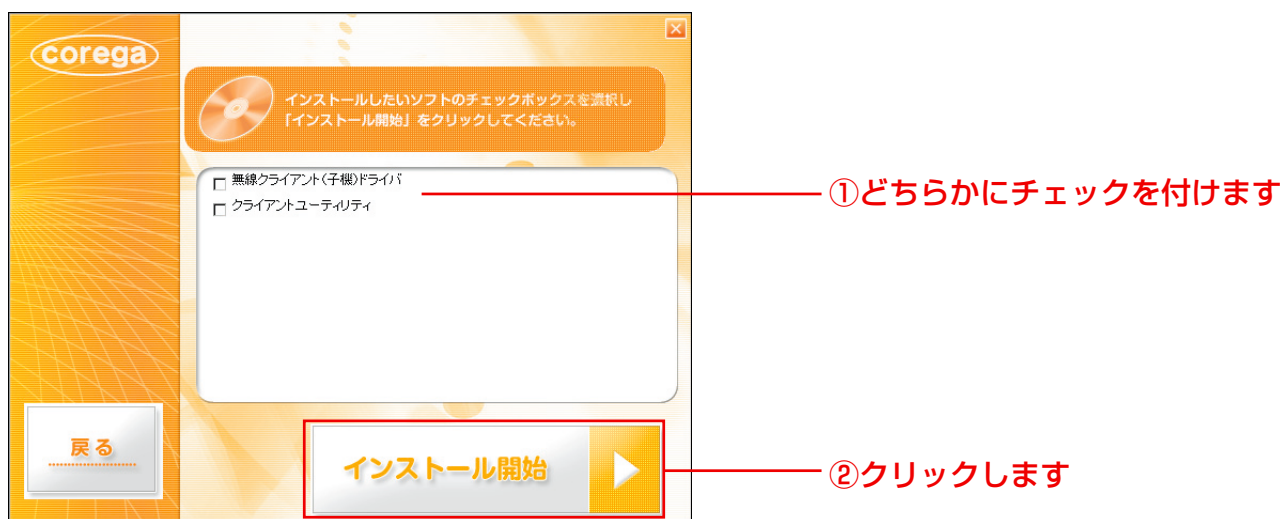 corega
インストールしたいソフトのチェックボックスを選択し
「インストール開始」をクリックしてください。
無線クライアント(子機)ドライバ
①どちらかにチェックを付けます
クライアントユーティリティ
戻る
インストール開始
②クリックします